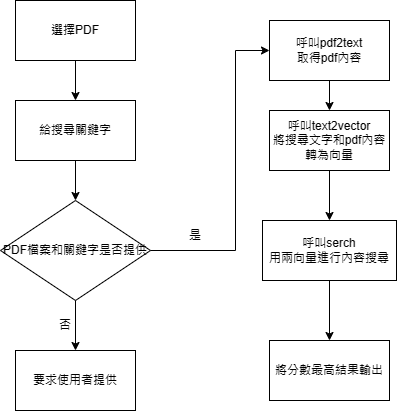 選擇PDF
給搜尋關鍵字
PDF檔案和關鍵字是否提供
是
否
要求使用者提供
呼叫pdf2text
取得pdf內容
呼叫text2vector
將搜尋文字和pdf內容
轉為向量
呼叫serch
用兩向量進行內容搜尋
將分數最高結果輸出